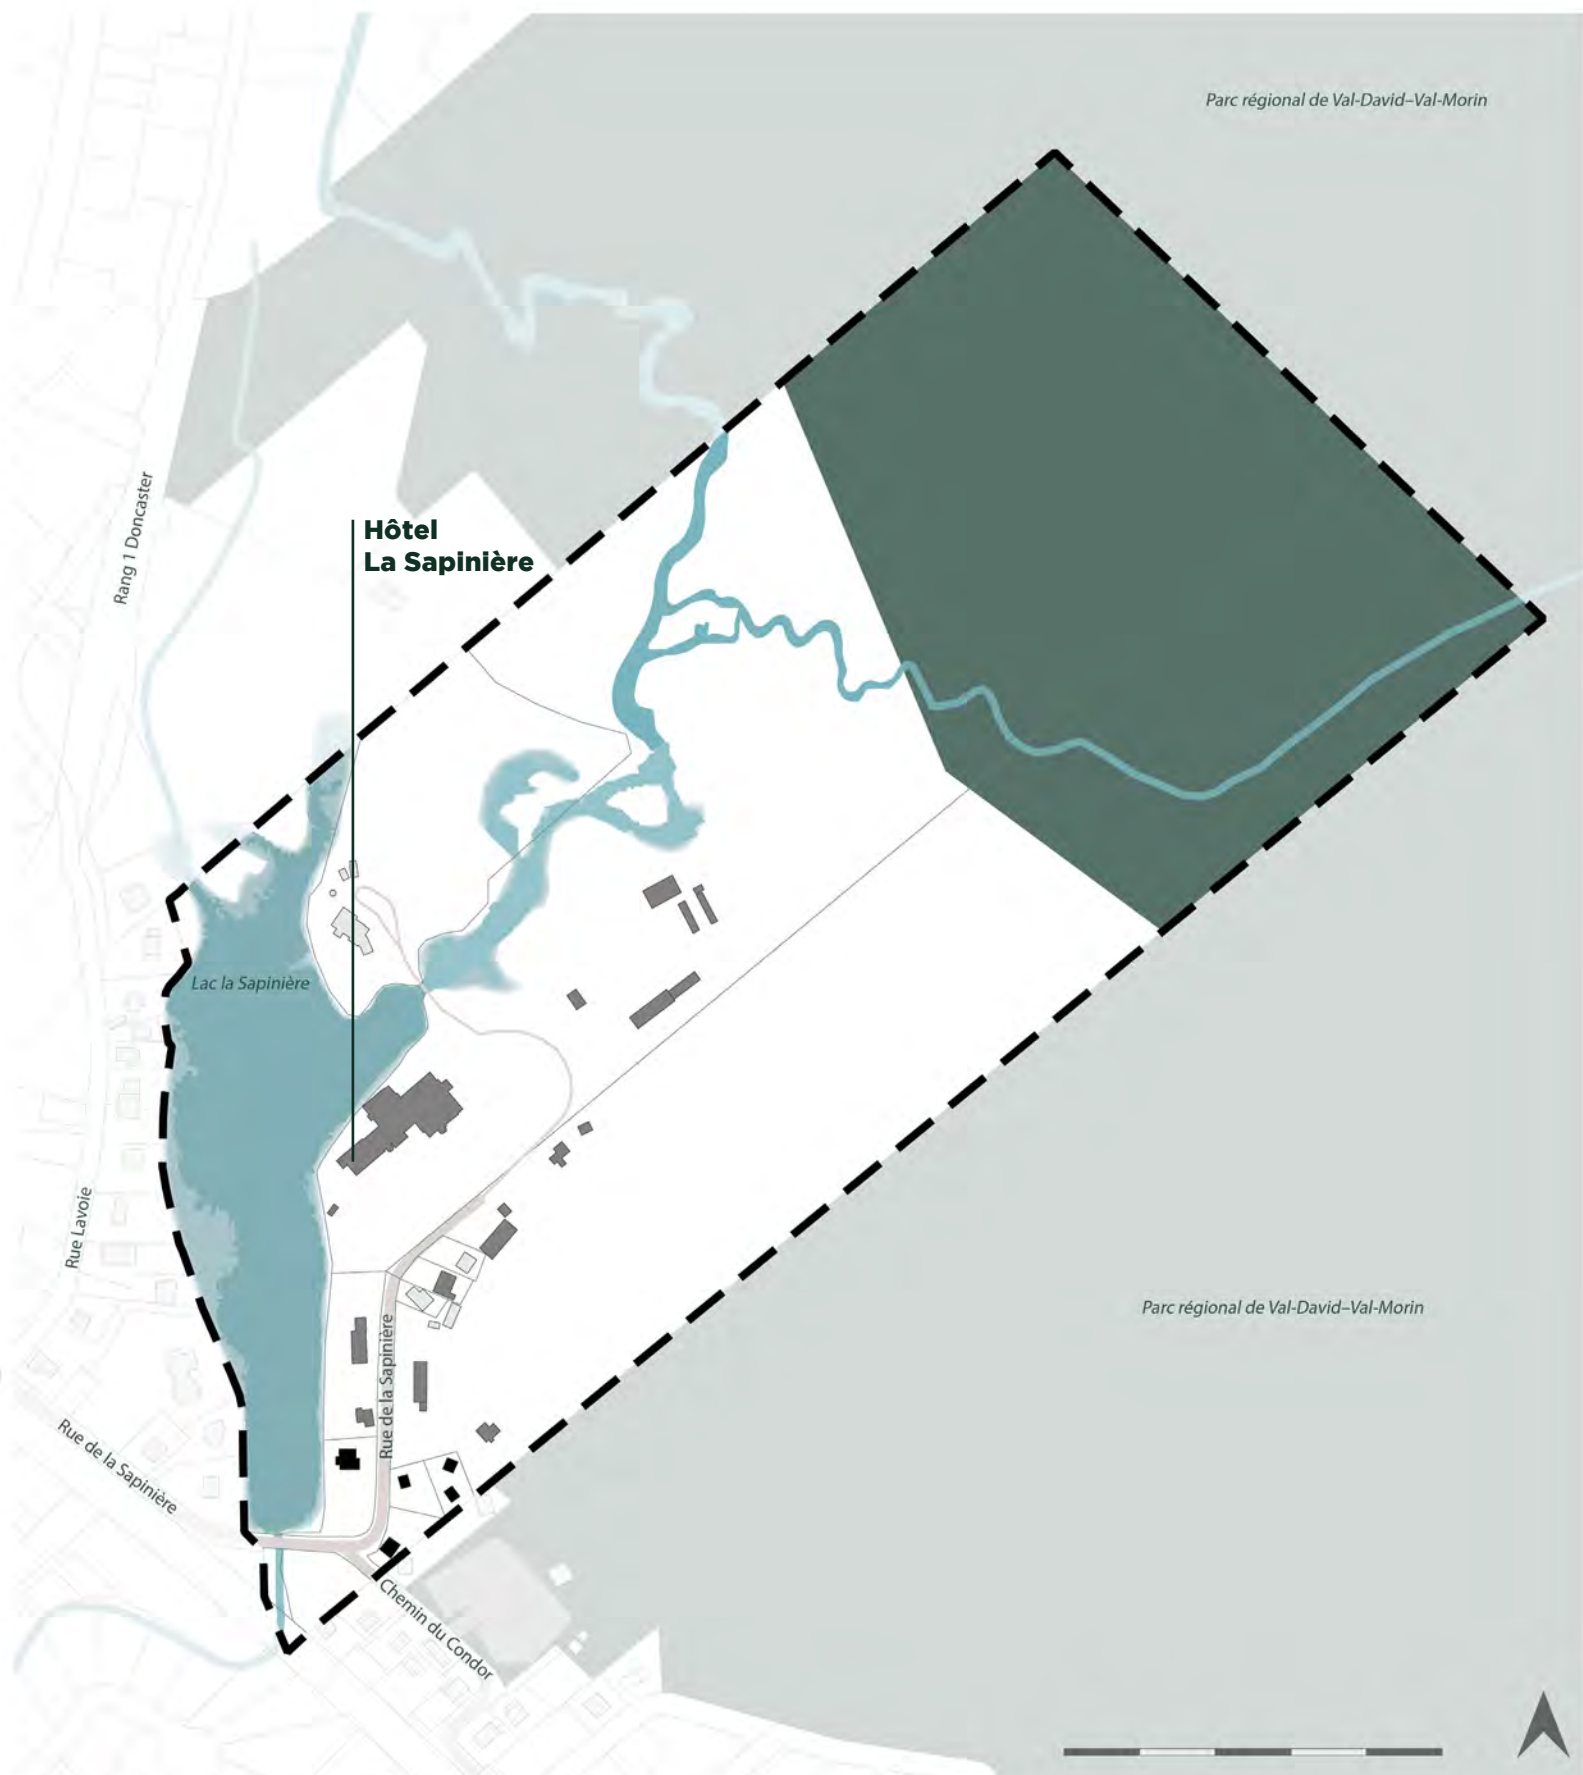 Parc régional de Val-David–Val-Morin
Rang 1 Doncaster
Hôtel
La Sapinière
Lac la Sapinière
Rue Lavoie
Parc régional de Val-David–Val-Morin
Rue de la Sapinière
Rue de la Sapinière
Chemin du Condor